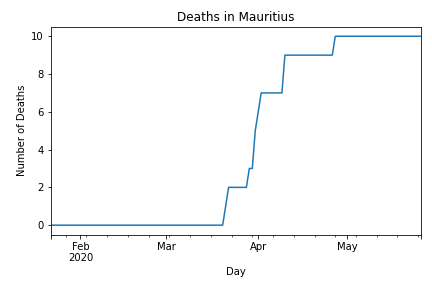 Deaths in Mauritius
Number of Deaths
10
8
6
4
2
0
Feb
2020
Mar
Apr
May
Day